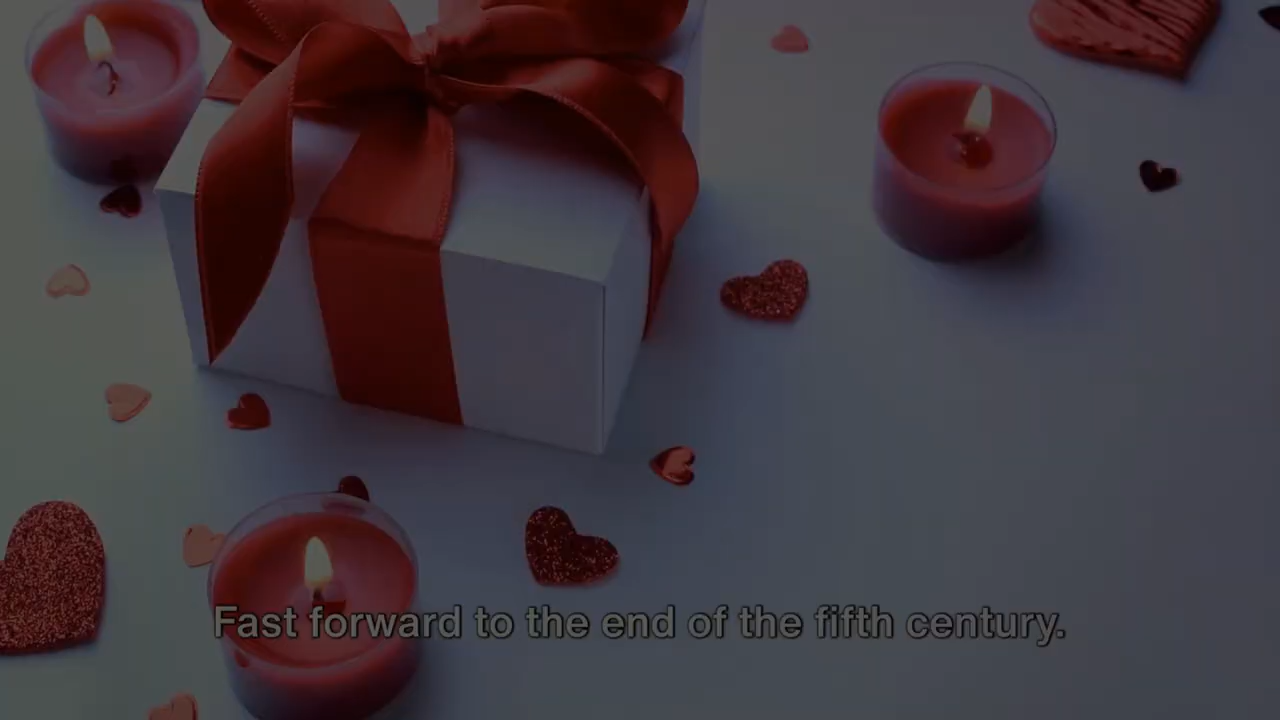 Fast forward to the end of the fifth century.